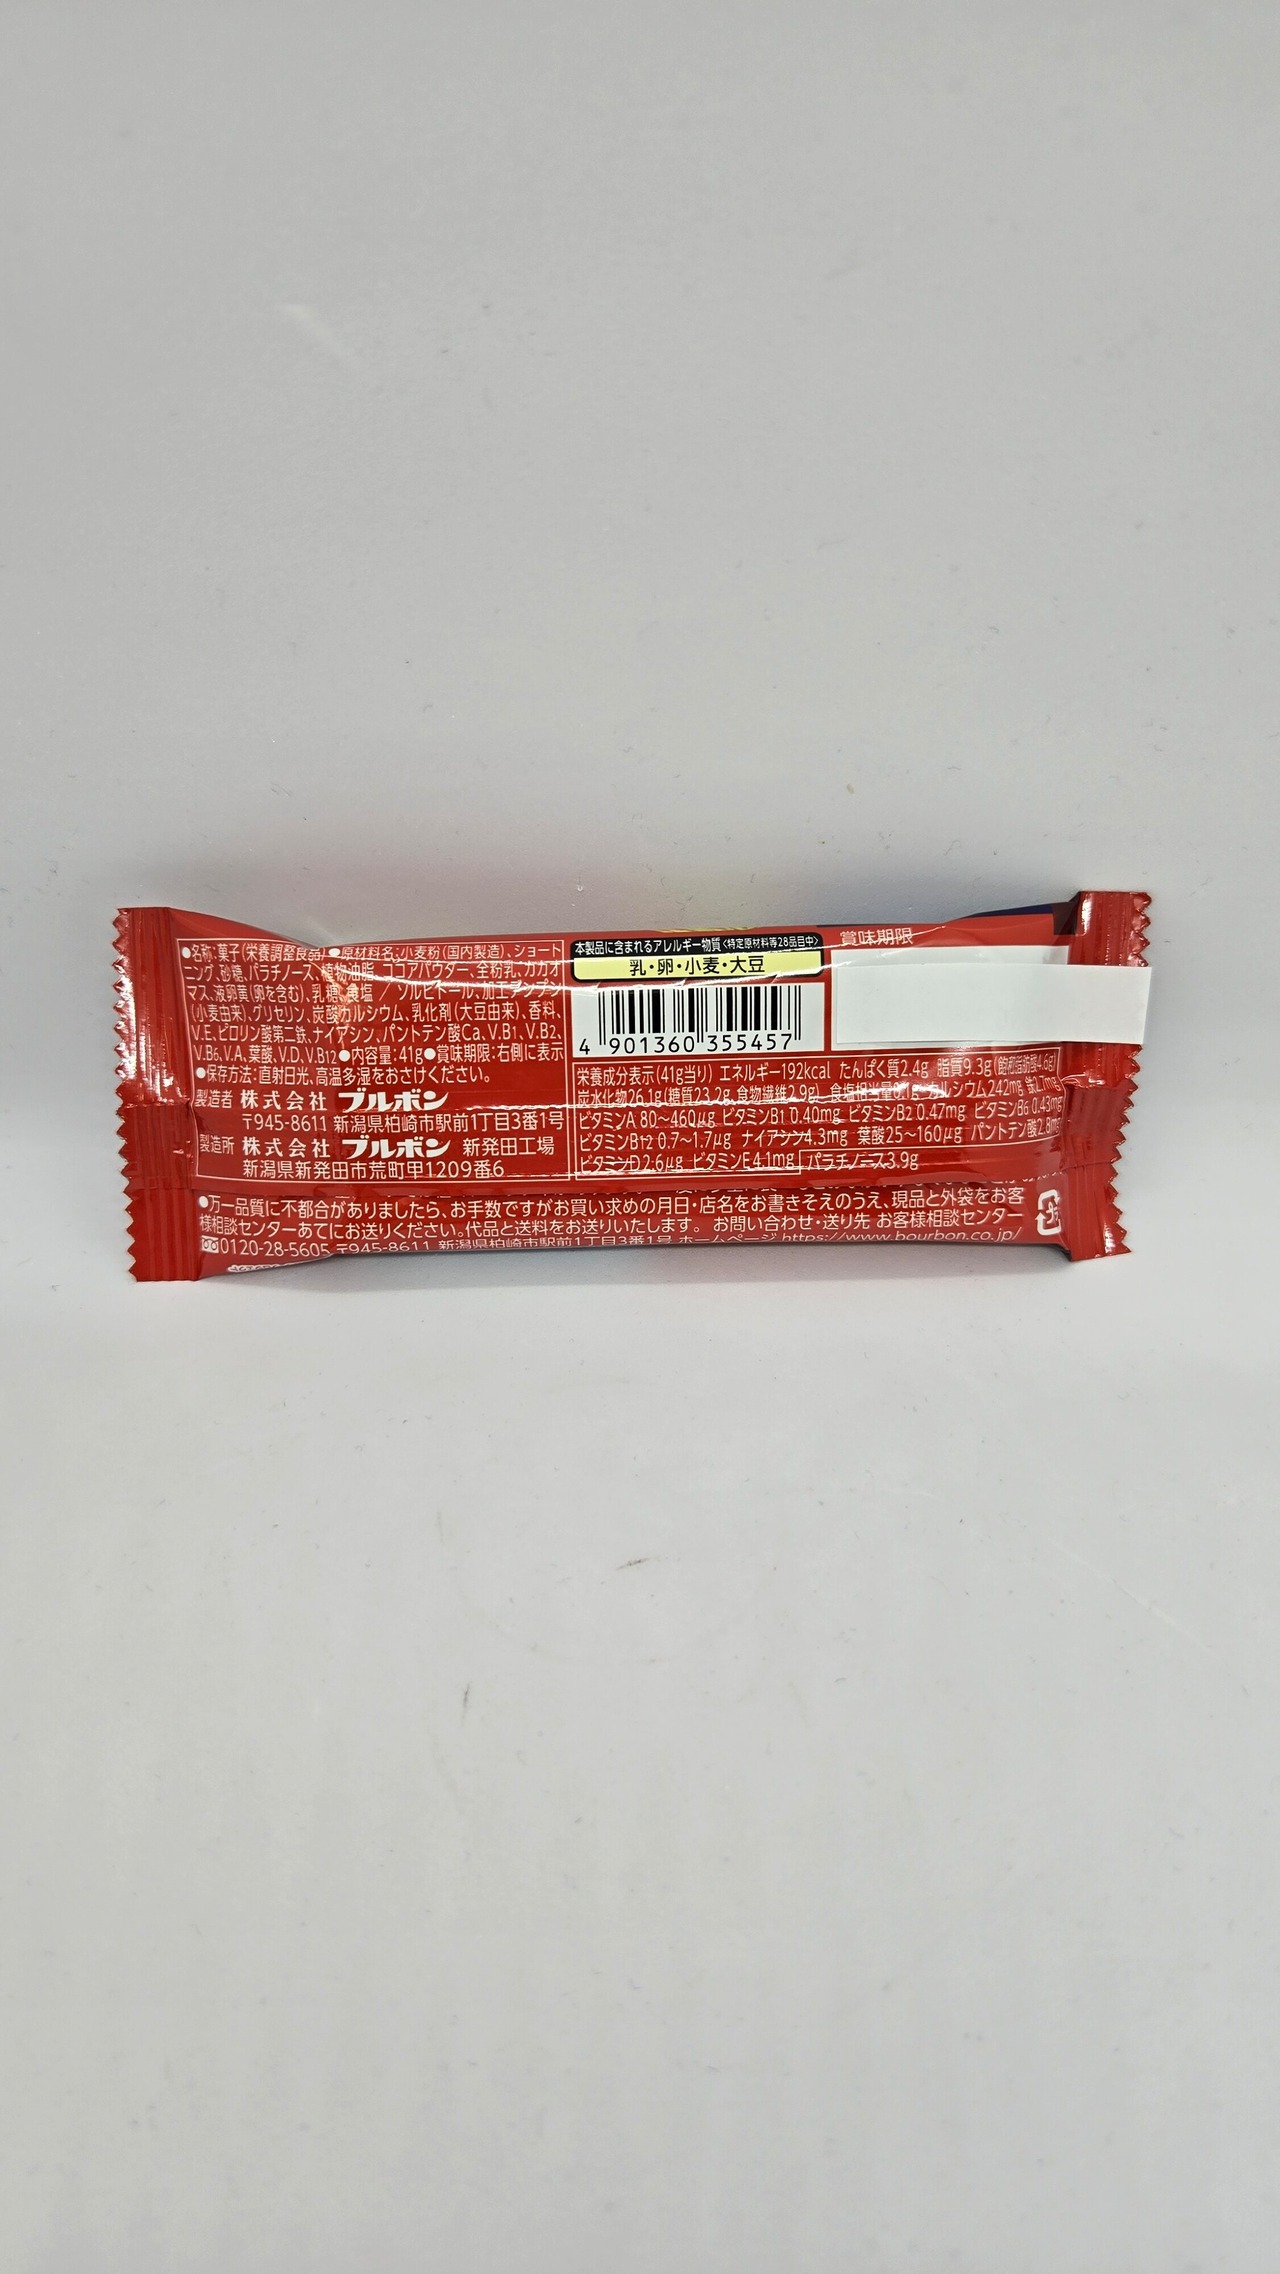 ●名称:菓子(栄養調整食品)●原材料名:小麦粉(国内製造)、ショート
ニング、砂糖、パラチノース、植物油脂、ココアパウダー、全粉乳、カカオ
マス、液卵黄(卵を含む)、乳糖、食塩／ソルビトール、加工デンプン
(小麦由来)、グリセリン、炭酸カルシウム、乳化剤(大豆由来)、香料、
V.E、ピロリン酸第二鉄、ナイアシン、パントテン酸Ca、V.B1、V.B2、
V.B6、V.A、葉酸、V.D、V.B12●内容量:41g●賞味期限:右側に表示
●保存方法:直射日光、高温多湿をおさけください。
製造者 株式会社 ブルボン
〒945-8611 新潟県柏崎市駅前1丁目3番1号
製造所 株式会社 ブルボン 新発田工場
新潟県新発田市荒町甲1209番6
本製品に含まれるアレルギー物質〈特定原材料等28品目中〉
乳・卵・小麦・大豆
4 901360 355457
賞味期限
栄養成分表示(41g当り) エネルギー192kcal たんぱく質2.4g 脂質9.3g(飽和脂肪酸4.6g)
炭水化物26.1g(糖質23.2g、食物繊維2.9g) 食塩相当量0.1g カルシウム242mg 鉄2.7mg
ビタミンA 80～460μg ビタミンB1 0.40mg ビタミンB2 0.47mg ビタミンB6 0.43mg
ビタミンB12 0.7～1.7μg ナイアシン4.3mg 葉酸25～160μg パントテン酸2.8mg
ビタミンD2.6μg ビタミンE4.1mg パラチノース3.9g
●万一品質に不都合がありましたら、お手数ですがお買い求めの月日・店名をお書きそえのうえ、現品と外袋をお客
様相談センターあてにお送りください。代品と送料をお送りいたします。 お問い合わせ・送り先 お客様相談センター
0120-28-5605 〒945-8611 新潟県柏崎市駅前1丁目3番1号 ホームページ https://www.bourbon.co.jp/